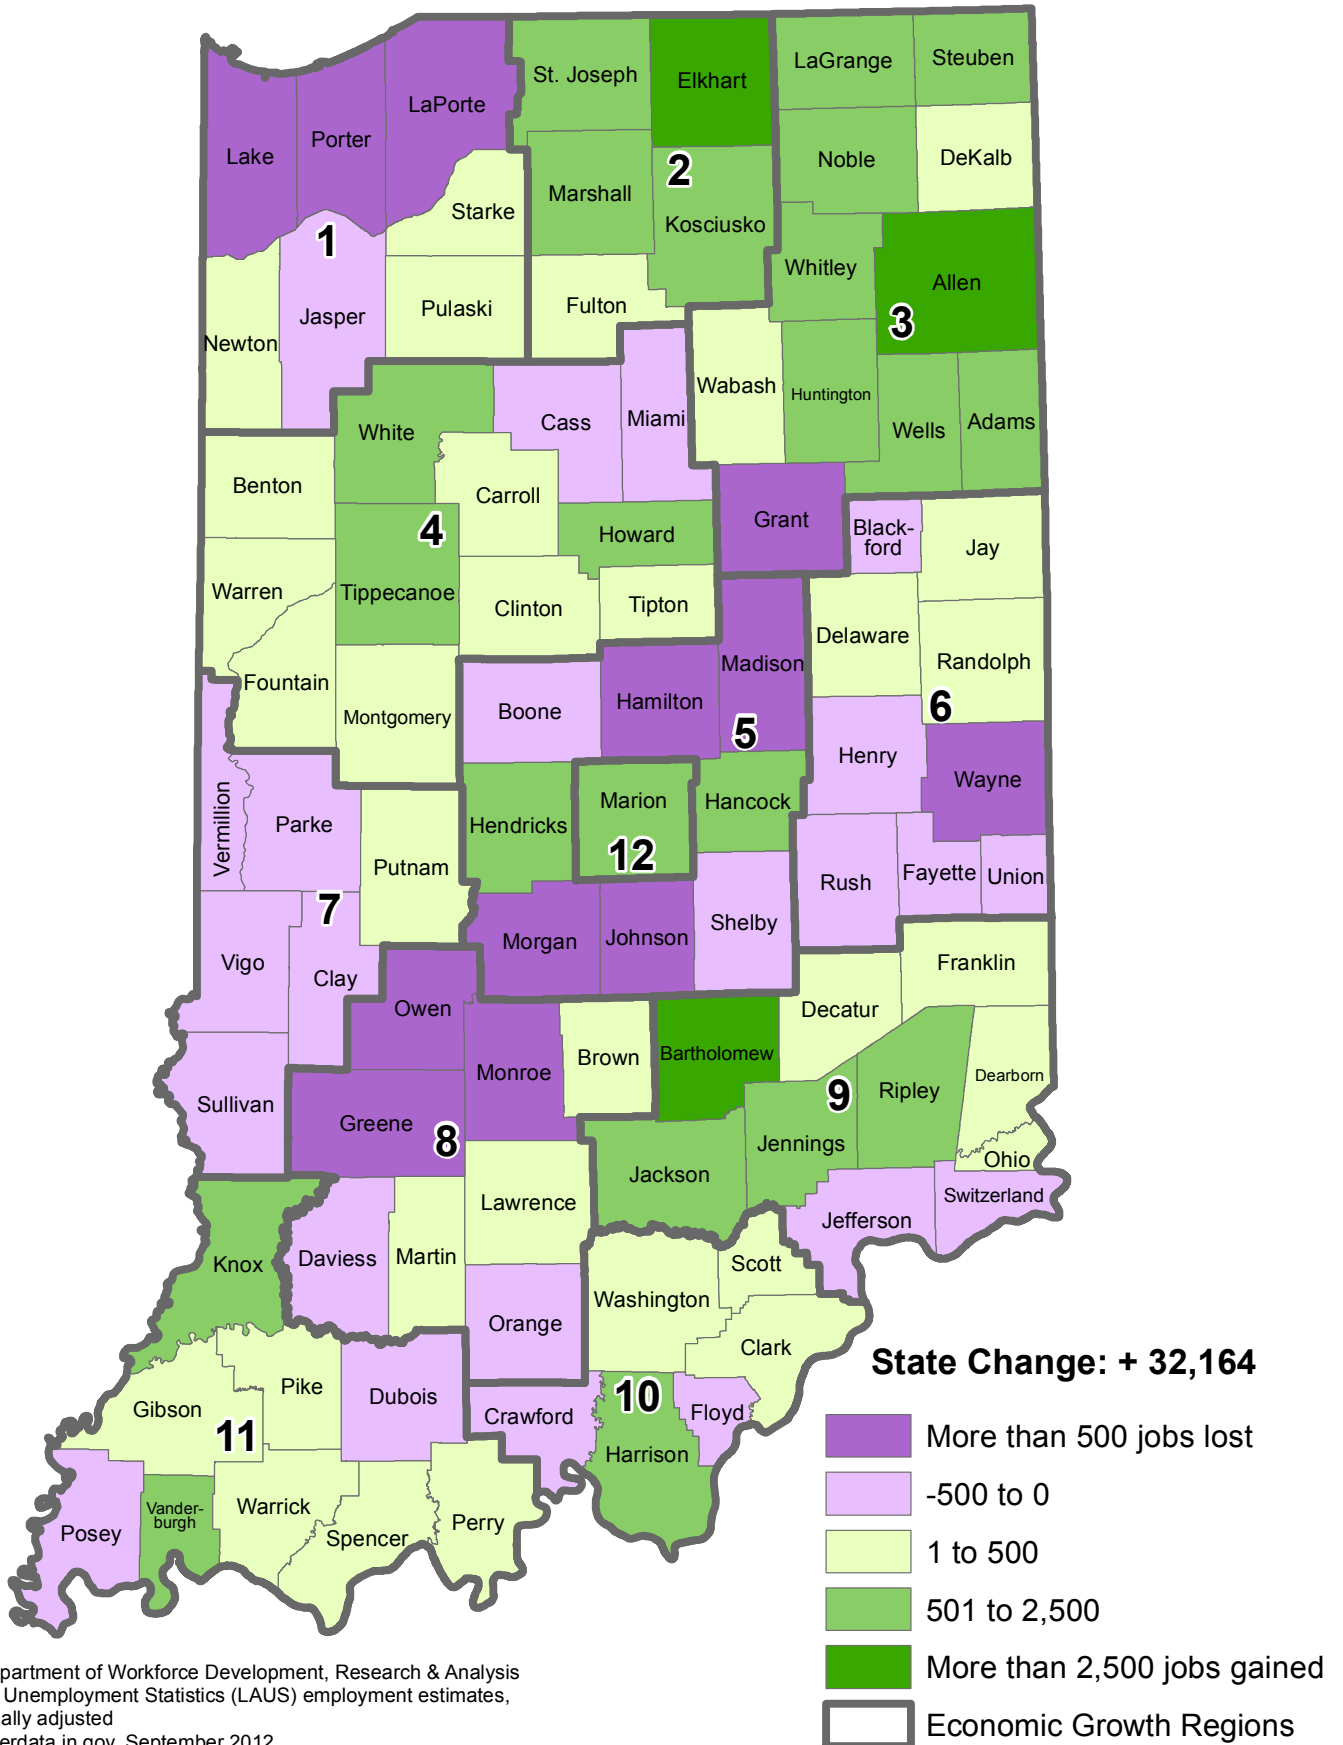 LaGrange
Steuben
St. Joseph
Elkhart
LaPorte
Porter
Lake
Noble
DeKalb
2
Marshall
Starke
Kosciusko
1
Whitley
Allen
Jasper
Pulaski
Fulton
3
Newton
Wabash
Huntington
White
Cass
Miami
Wells
Adams
Benton
Carroll
Grant
Black-
ford
Jay
4
Howard
Warren
Tippecanoe
Clinton
Tipton
Delaware
Randolph
Madison
Fountain
Montgomery
Boone
Hamilton
5
6
Henry
Wayne
Vermillion
Parke
Putnam
Hendricks
Marion
12
Hancock
Rush
Fayette
Union
7
Morgan
Johnson
Shelby
Vigo
Clay
Franklin
Owen
Decatur
Brown
Bartholomew
Monroe
Sullivan
Greene
8
9
Ripley
Dearborn
Jennings
Ohio
Jackson
Switzerland
Lawrence
Jefferson
Knox
Daviess
Martin
Scott
Washington
Orange
Clark
Pike
Dubois
10
Gibson
11
Crawford
Floyd
Harrison
Posey
Vander-
burgh
Warrick
Spencer
Perry
State Change: + 32,164
More than 500 jobs lost
-500 to 0
1 to 500
501 to 2,500
More than 2,500 jobs gained
Economic Growth Regions
partment of Workforce Development, Research & Analysis
Unemployment Statistics (LAUS) employment estimates,
ally adjusted
erdata.in.gov, September 2012